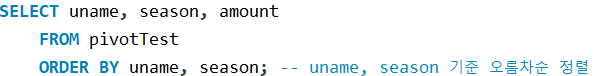 SELECT uname, season, amount
    FROM pivotTest
    ORDER BY uname, season; -- uname, season 기준 오름차순 정렬